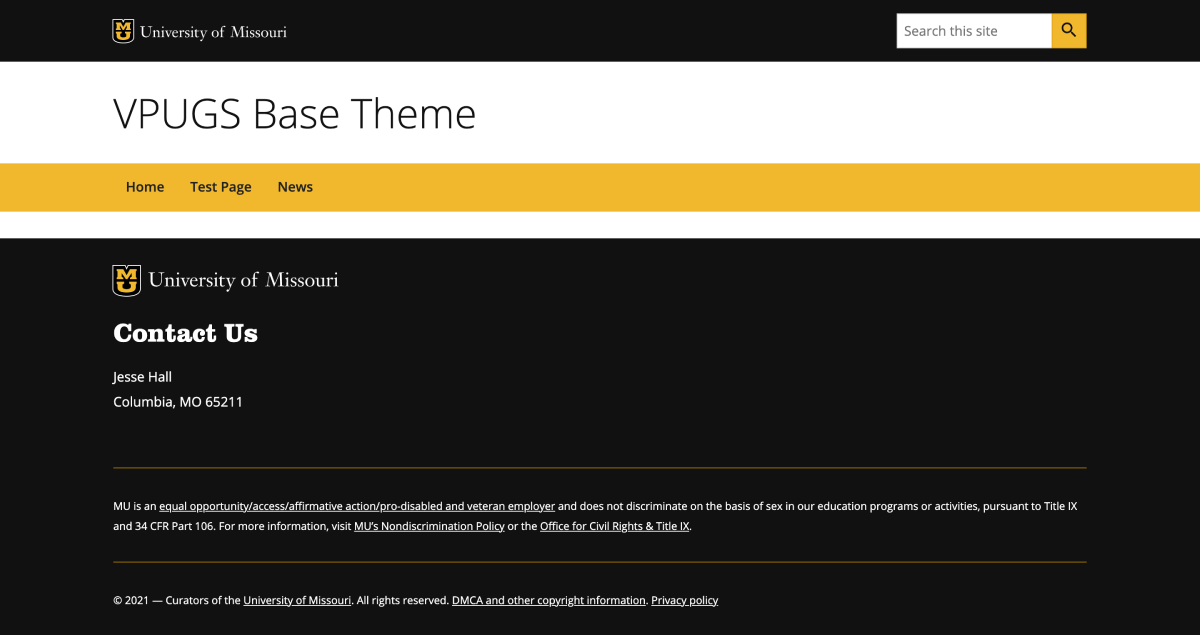 MU University of Missouri
Search this site
VPUGS Base Theme
Home Test Page News
MU University of Missouri
Contact Us
Jesse Hall
Columbia, MO 65211
MU is an equal opportunity/access/affirmative action/pro-disabled and veteran employer and does not discriminate on the basis of sex in our education programs or activities, pursuant to Title IX
and 34 CFR Part 106. For more information, visit MU’s Nondiscrimination Policy or the Office for Civil Rights & Title IX.
© 2021 — Curators of the University of Missouri. All rights reserved. DMCA and other copyright information. Privacy policy